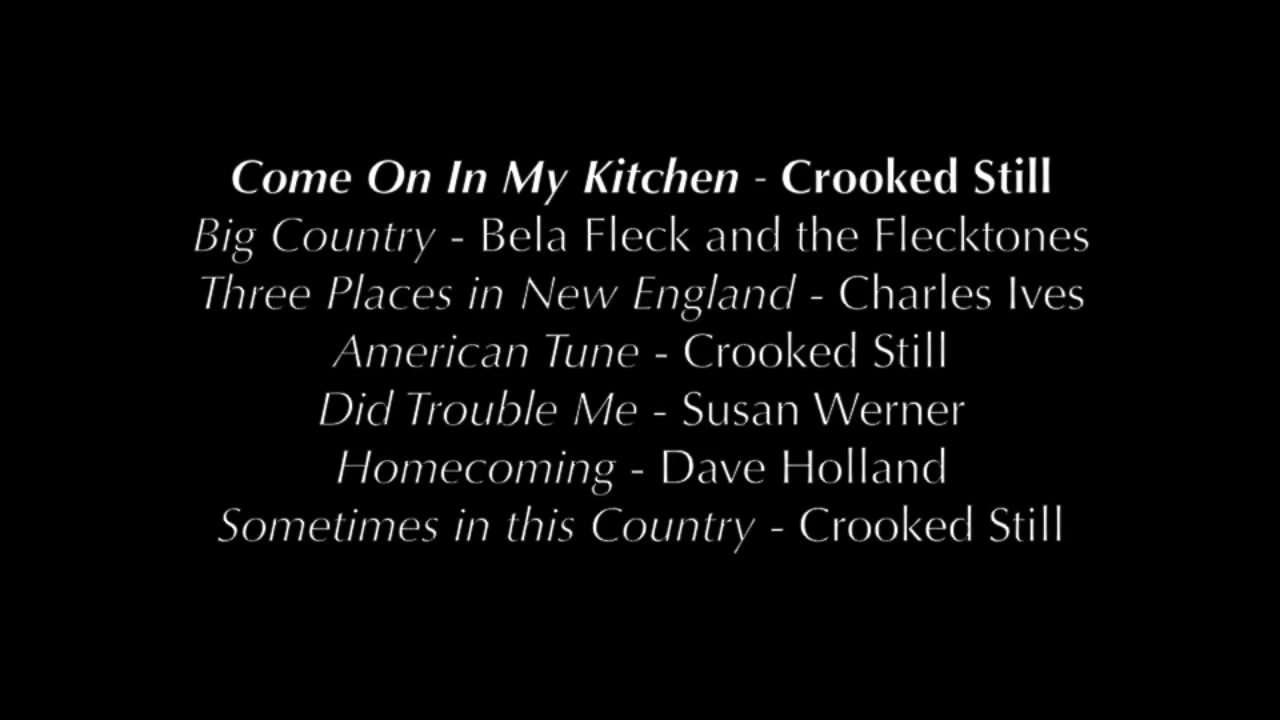 Come On In My Kitchen - Crooked Still
Big Country - Bela Fleck and the Flecktones
Three Places in New England - Charles Ives
American Tune - Crooked Still
Did Trouble Me - Susan Werner
Homecoming - Dave Holland
Sometimes in this Country - Crooked Still